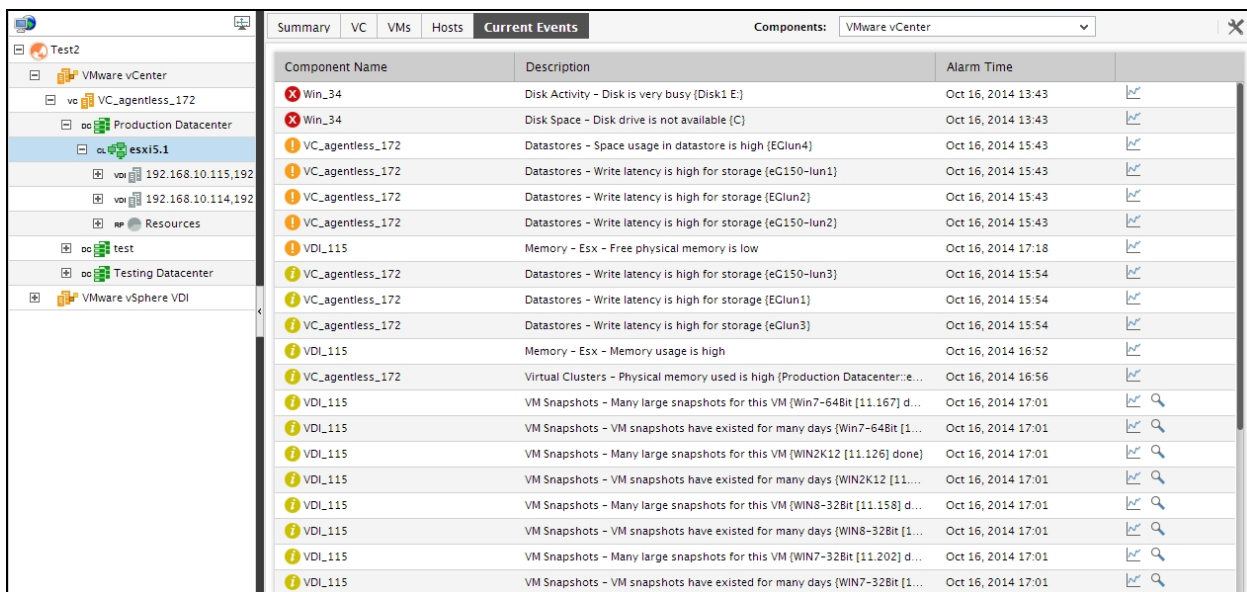 Summary VC VMs Hosts Current Events Components: VMware vCenter
Test2
VMware vCenter
VC VC_agentless_172
DC Production Datacenter
CL esxi5.1
VDI 192.168.10.115,192
VDI 192.168.10.114,192
RP Resources
DC test
DC Testing Datacenter
VMware vSphere VDI
Component Name Description Alarm Time
Win_34 Disk Activity - Disk is very busy {Disk1 E:} Oct 16, 2014 13:43
Win_34 Disk Space - Disk drive is not available {C} Oct 16, 2014 13:43
VC_agentless_172 Datastores - Space usage in datastore is high {EGlun4} Oct 16, 2014 15:43
VC_agentless_172 Datastores - Write latency is high for storage {eG150-lun1} Oct 16, 2014 15:43
VC_agentless_172 Datastores - Write latency is high for storage {EGlun2} Oct 16, 2014 15:43
VC_agentless_172 Datastores - Write latency is high for storage {eG150-lun2} Oct 16, 2014 15:43
VDI_115 Memory - Esx - Free physical memory is low Oct 16, 2014 17:18
VC_agentless_172 Datastores - Write latency is high for storage {eG150-lun3} Oct 16, 2014 15:54
VC_agentless_172 Datastores - Write latency is high for storage {EGlun1} Oct 16, 2014 15:54
VC_agentless_172 Datastores - Write latency is high for storage {eGlun3} Oct 16, 2014 15:54
VDI_115 Memory - Esx - Memory usage is high Oct 16, 2014 16:52
VC_agentless_172 Virtual Clusters - Physical memory used is high {Production Datacenter::e... Oct 16, 2014 16:56
VDI_115 VM Snapshots - Many large snapshots for this VM {Win7-64Bit [11.167] d... Oct 16, 2014 17:01
VDI_115 VM Snapshots - VM snapshots have existed for many days {Win7-64Bit [1... Oct 16, 2014 17:01
VDI_115 VM Snapshots - Many large snapshots for this VM {WIN2K12 [11.126] done} Oct 16, 2014 17:01
VDI_115 VM Snapshots - VM snapshots have existed for many days {WIN2K12 [11.... Oct 16, 2014 17:01
VDI_115 VM Snapshots - Many large snapshots for this VM {WIN8-32Bit [11.158] d... Oct 16, 2014 17:01
VDI_115 VM Snapshots - VM snapshots have existed for many days {WIN8-32Bit [1... Oct 16, 2014 17:01
VDI_115 VM Snapshots - Many large snapshots for this VM {WIN7-32Bit [11.202] d... Oct 16, 2014 17:01
VDI_115 VM Snapshots - VM snapshots have existed for many days {WIN7-32Bit [1... Oct 16, 2014 17:01